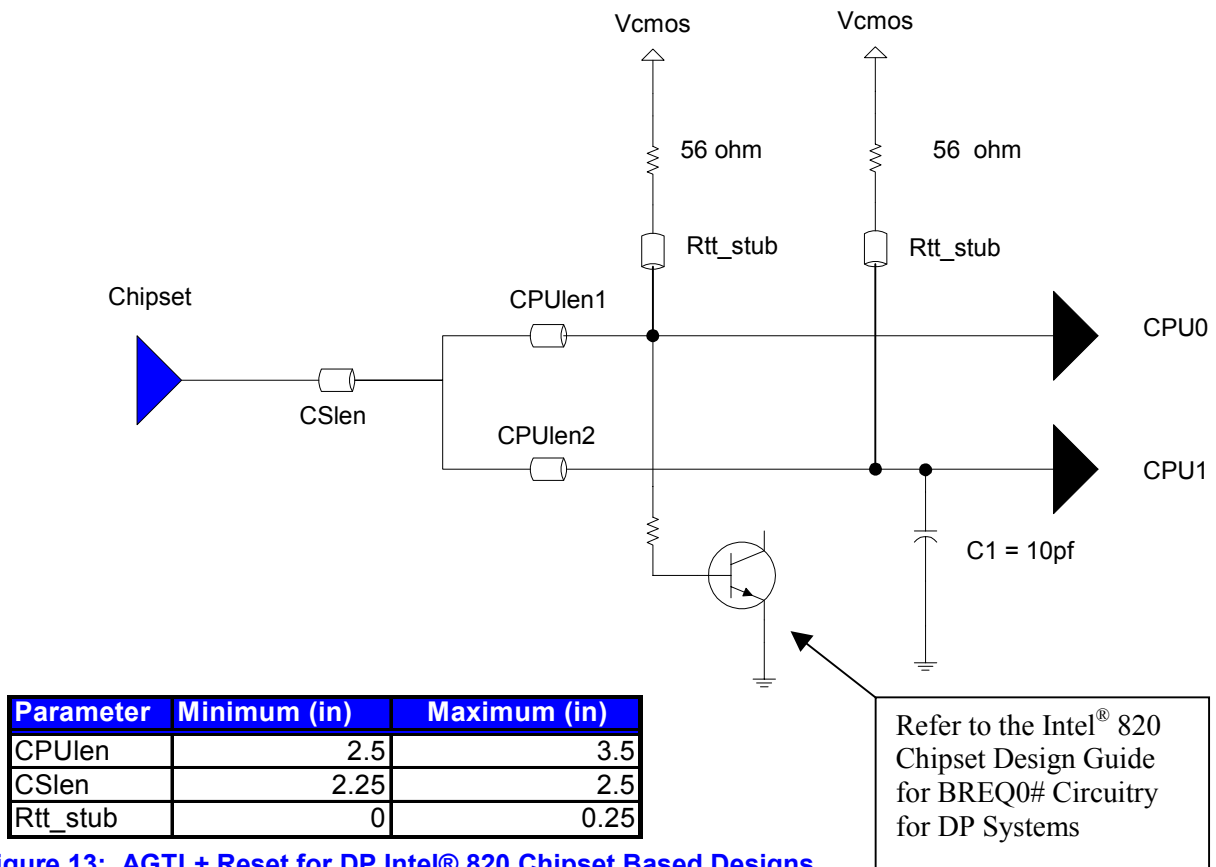 Vcmos
Vcmos
56 ohm
56 ohm
Rtt_stub
Rtt_stub
Chipset
CPUlen1
CPU0
CSlen
CPUlen2
CPU1
C1 = 10pf
Parameter Minimum (in) Maximum (in)
CPUlen 2.5 3.5
CSlen 2.25 2.5
Rtt_stub 0 0.25
Refer to the Intel® 820
Chipset Design Guide
for BREQ0# Circuitry
for DP Systems
igure 13: AGTL+ Reset for DP Intel® 820 Chipset Based Designs